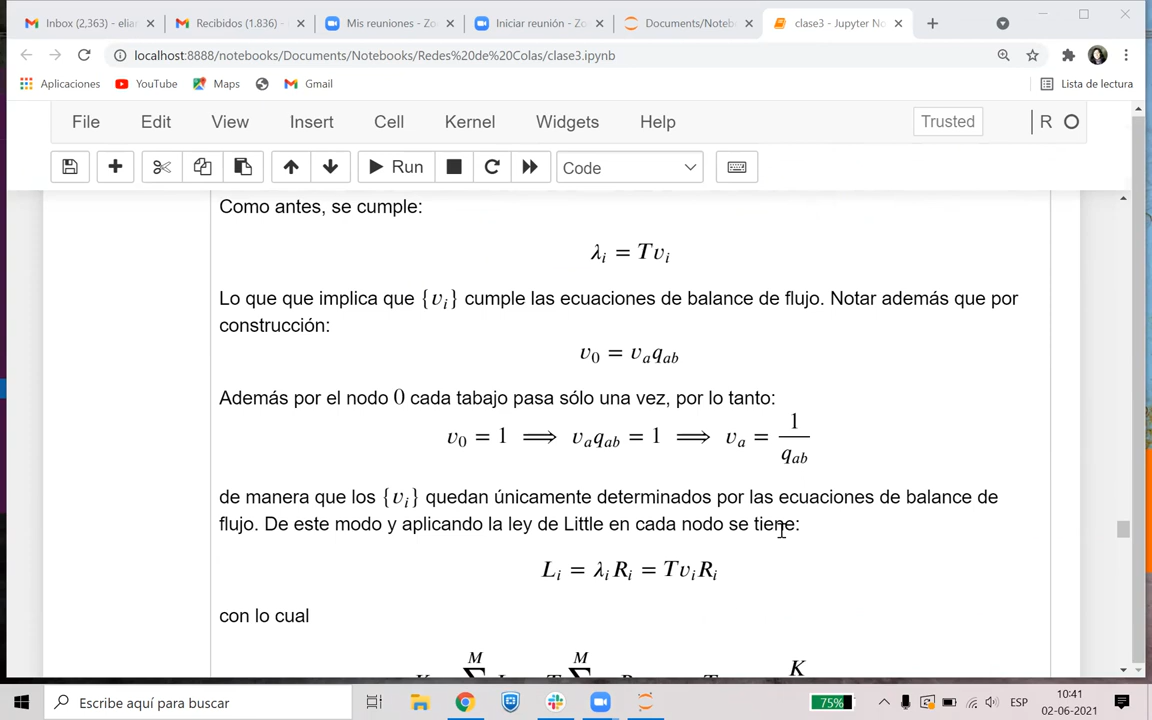 Inbox (2,363) - elia
Recibidos (1.836) -
Mis reuniones - Zo
Iniciar reunión - Zo
Documents/Noteb
clase3 - Jupyter No
localhost:8888/notebooks/Documents/Notebooks/Redes%20de%20Colas/clase3.ipynb
Aplicaciones YouTube Maps Gmail Lista de lectura
File Edit View Insert Cell Kernel Widgets Help Trusted R
Run Code
Como antes, se cumple:
λ_i = Tv_i
Lo que que implica que {v_i} cumple las ecuaciones de balance de flujo. Notar además que por
construcción:
v_0 = v_a q_ab
Además por el nodo 0 cada tabajo pasa sólo una vez, por lo tanto:
v_0 = 1 ⟹ v_a q_ab = 1 ⟹ v_a = 1/q_ab
de manera que los {v_i} quedan únicamente determinados por las ecuaciones de balance de
flujo. De este modo y aplicando la ley de Little en cada nodo se tiene:
L_i = λ_i R_i = Tv_i R_i
con lo cual
M M K
Escribe aquí para buscar
75%
ESP
10:41
02-06-2021